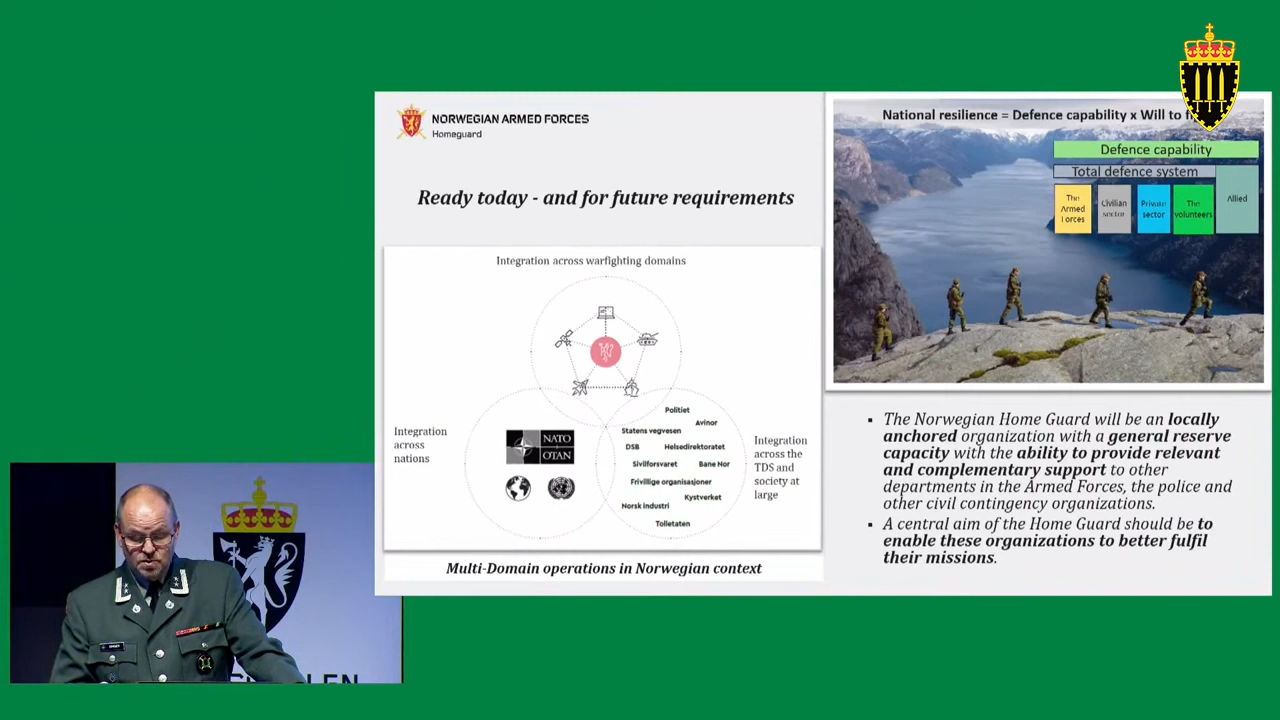 NORWEGIAN ARMED FORCES
Homeguard
Ready today - and for future requirements
Integration across warfighting domains
Integration
across
nations
NATO
OTAN
Politiet
Avinor
Statens vegvesen
DSB Helsedirektoratet
Sivilforsvaret Bane Nor
Frivillige organisasjoner
Kystverket
Norsk industri
Tolletaten
Integration
across the
TDS and
society at
large
Multi-Domain operations in Norwegian context
National resilience = Defence capability x Will to
Defence capability
Total defence system
The
Armed
Forces
Civilian
sector
Private
sector
The
volunteers
Allied
▪ The Norwegian Home Guard will be an locally
anchored organization with a general reserve
capacity with the ability to provide relevant
and complementary support to other
departments in the Armed Forces, the police and
other civil contingency organizations.
▪ A central aim of the Home Guard should be to
enable these organizations to better fulfil
their missions.